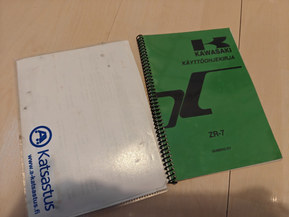 A Katsastus
www.a-katsastus.fi
K
KAWASAKI
KÄYTTÖOHJEKIRJA
ZR-7